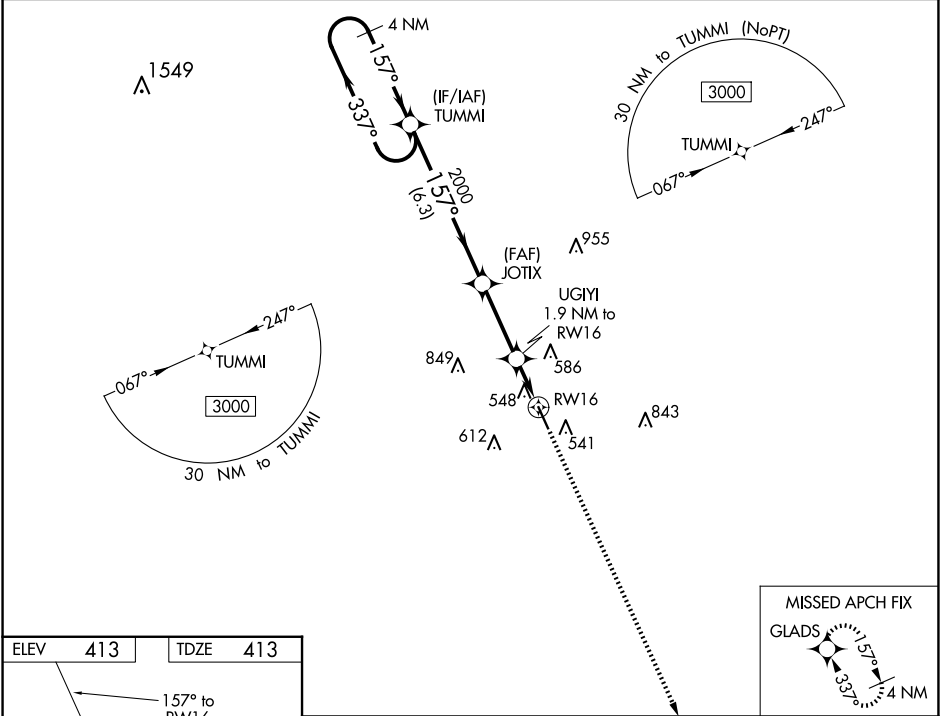 4 NM
157°
337°
(IF/IAF)
TUMMI
1549
30 NM to TUMMI (NoPT)
3000
TUMMI
067°
247°
2000
157°
(6.3)
(FAF)
JOTIX
955
UGIYI
1.9 NM to
RW16
849
586
548
RW16
612
541
843
067°
247°
TUMMI
3000
30 NM to TUMMI
MISSED APCH FIX
GLADS
157°
337°
4 NM
ELEV 413
TDZE 413
157° to
RW16